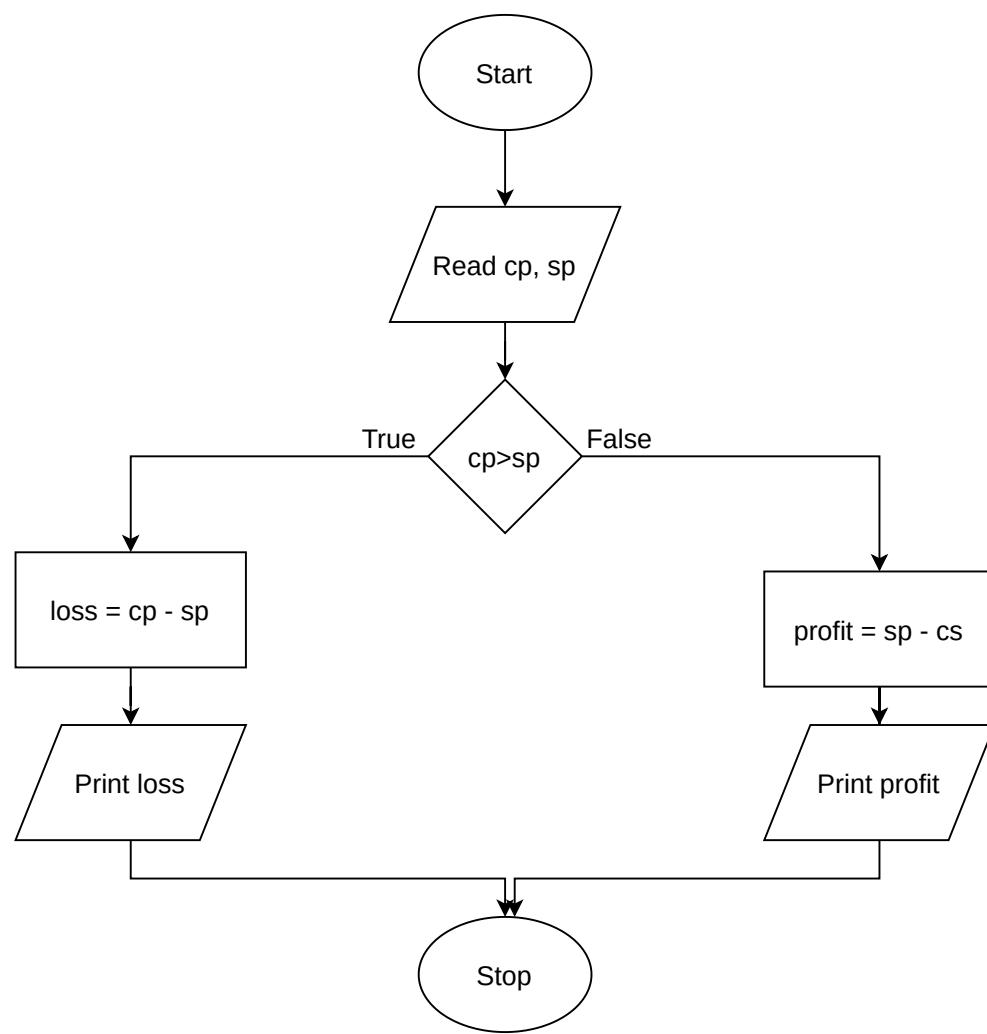 Start
Read cp, sp
True
False
cp>sp
loss = cp - sp
profit = sp - cs
Print loss
Print profit
Stop